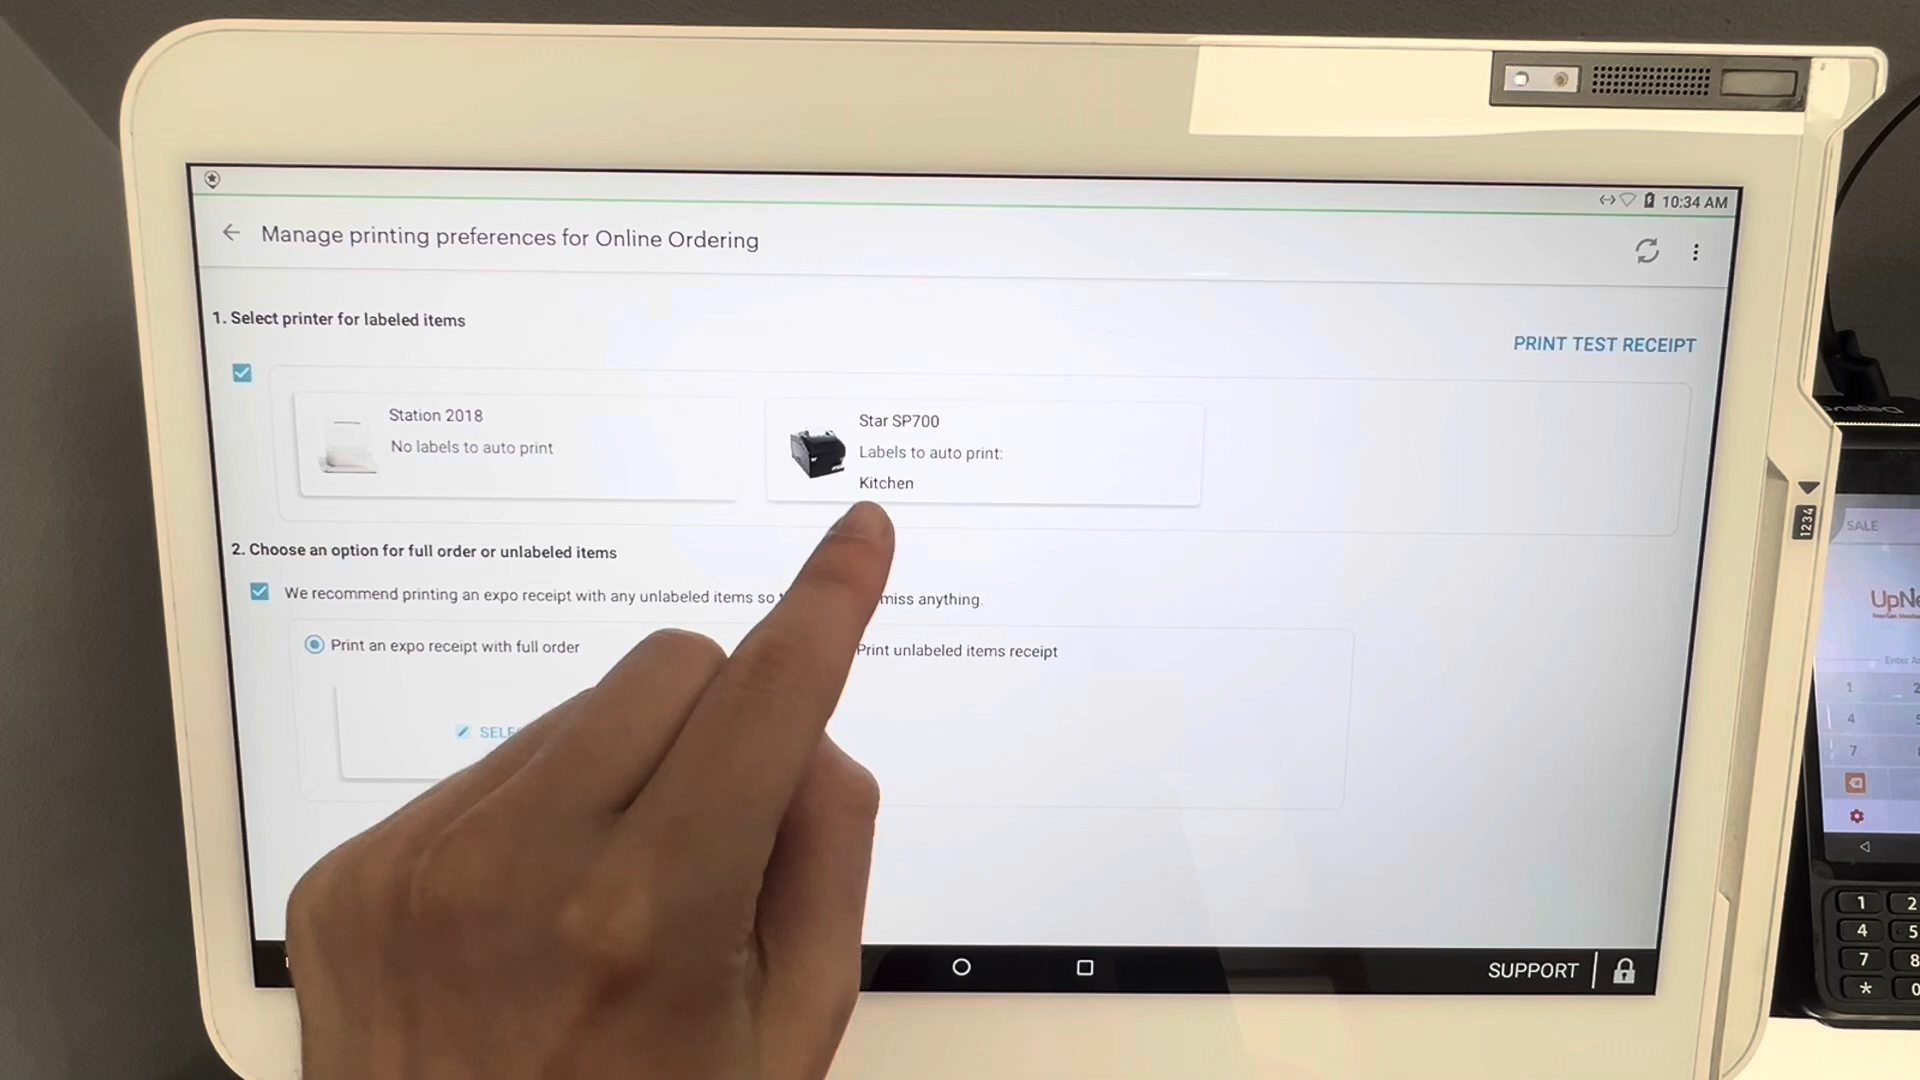 10:34 AM
Manage printing preferences for Online Ordering
1. Select printer for labeled items
PRINT TEST RECEIPT
Station 2018
No labels to auto print
Star SP700
Labels to auto print:
Kitchen
2. Choose an option for full order or unlabeled items
We recommend printing an expo receipt with any unlabeled items so miss anything.
Print an expo receipt with full order
Print unlabeled items receipt
SUPPORT
1234
SALE
1
4
7
1 2
4 5
7 8
* 0